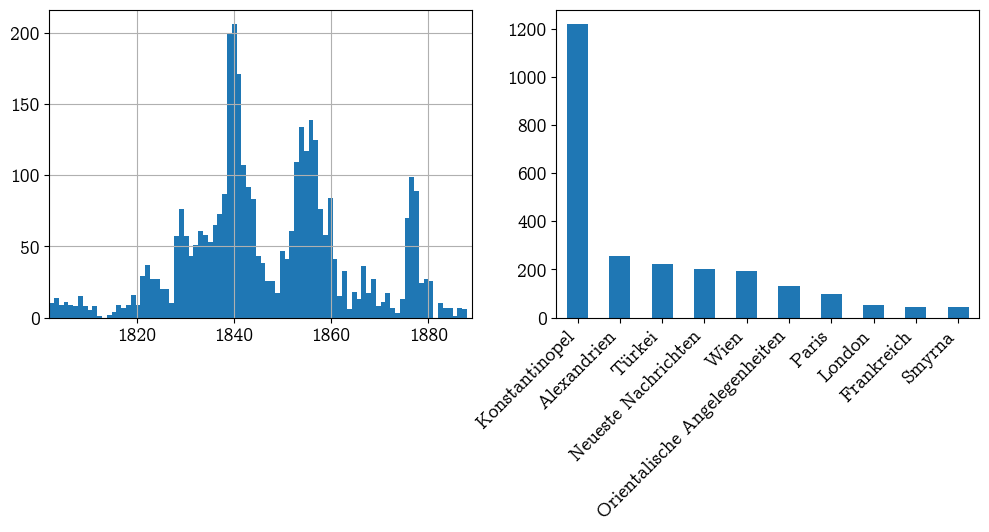 200
150
100
50
0
1820 1840 1860 1880
1200
1000
800
600
400
200
0
Konstantinopel
Alexandrien
Türkei
Neueste Nachrichten
Wien
Orientalische Angelegenheiten
Paris
London
Frankreich
Smyrna